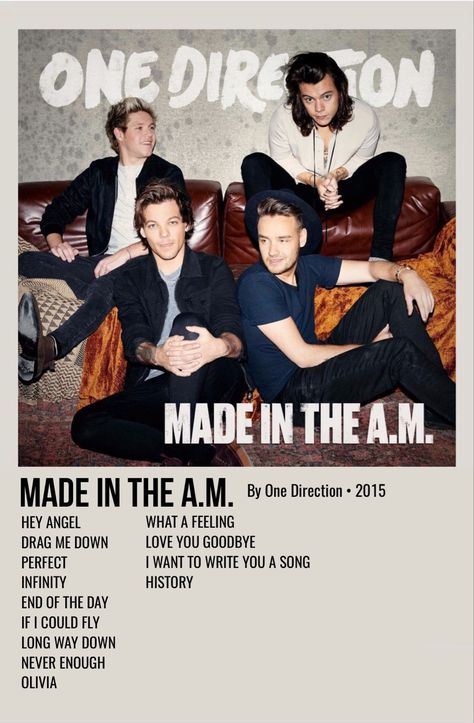 ONE DIRECTION
MADE IN THE A.M.
MADE IN THE A.M. By One Direction • 2015
HEY ANGEL
DRAG ME DOWN
PERFECT
INFINITY
END OF THE DAY
IF I COULD FLY
LONG WAY DOWN
NEVER ENOUGH
OLIVIA
WHAT A FEELING
LOVE YOU GOODBYE
I WANT TO WRITE YOU A SONG
HISTORY